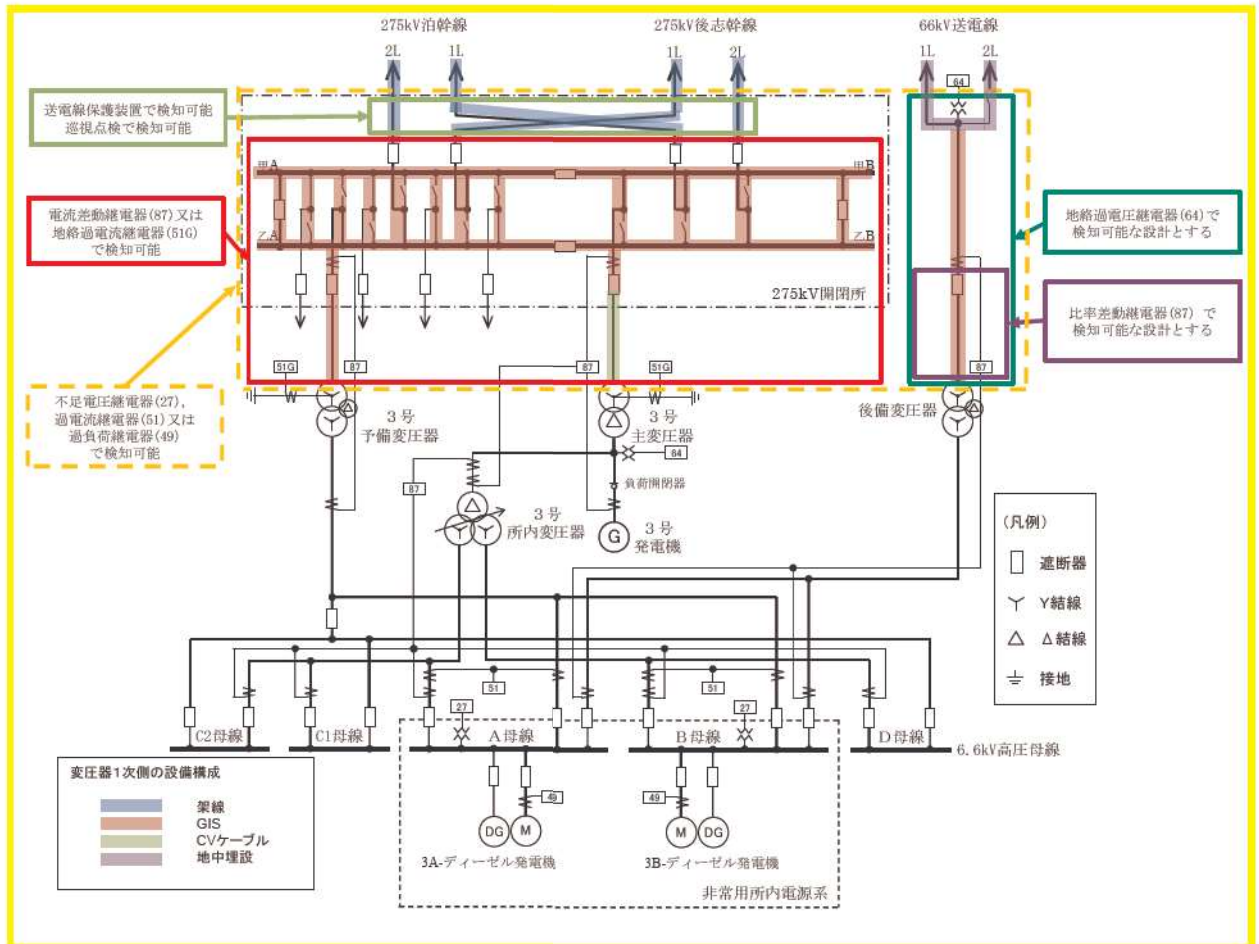 275kV泊幹線
275kV後志幹線
66kV送電線
2L
1L
1L
2L
1L
2L
64
送電線保護装置で検知可能
巡視点検で検知可能
甲A
甲B
乙A
乙B
電流差動継電器(87)又は
地絡過電流継電器(51G)
で検知可能
地絡過電圧継電器(64)で
検知可能な設計とする
275kV開閉所
比率差動継電器(87) で
検知可能な設計とする
51G
87
87
51G
87
不足電圧継電器(27),
過電流継電器(51)又は
過負荷継電器(49)
で検知可能
3号
予備変圧器
3号
主変圧器
後備変圧器
64
87
負荷開閉器
3号
所内変圧器
G
3号
発電機
(凡例)
遮断器
Y結線
Δ結線
接地
51
51
27
27
C2母線
C1母線
A母線
B母線
D母線
6.6kV高圧母線
変圧器1次側の設備構成
架線
GIS
CVケーブル
地中埋設
49
49
DG
M
M
DG
3A-ディーゼル発電機
3B-ディーゼル発電機
非常用所内電源系